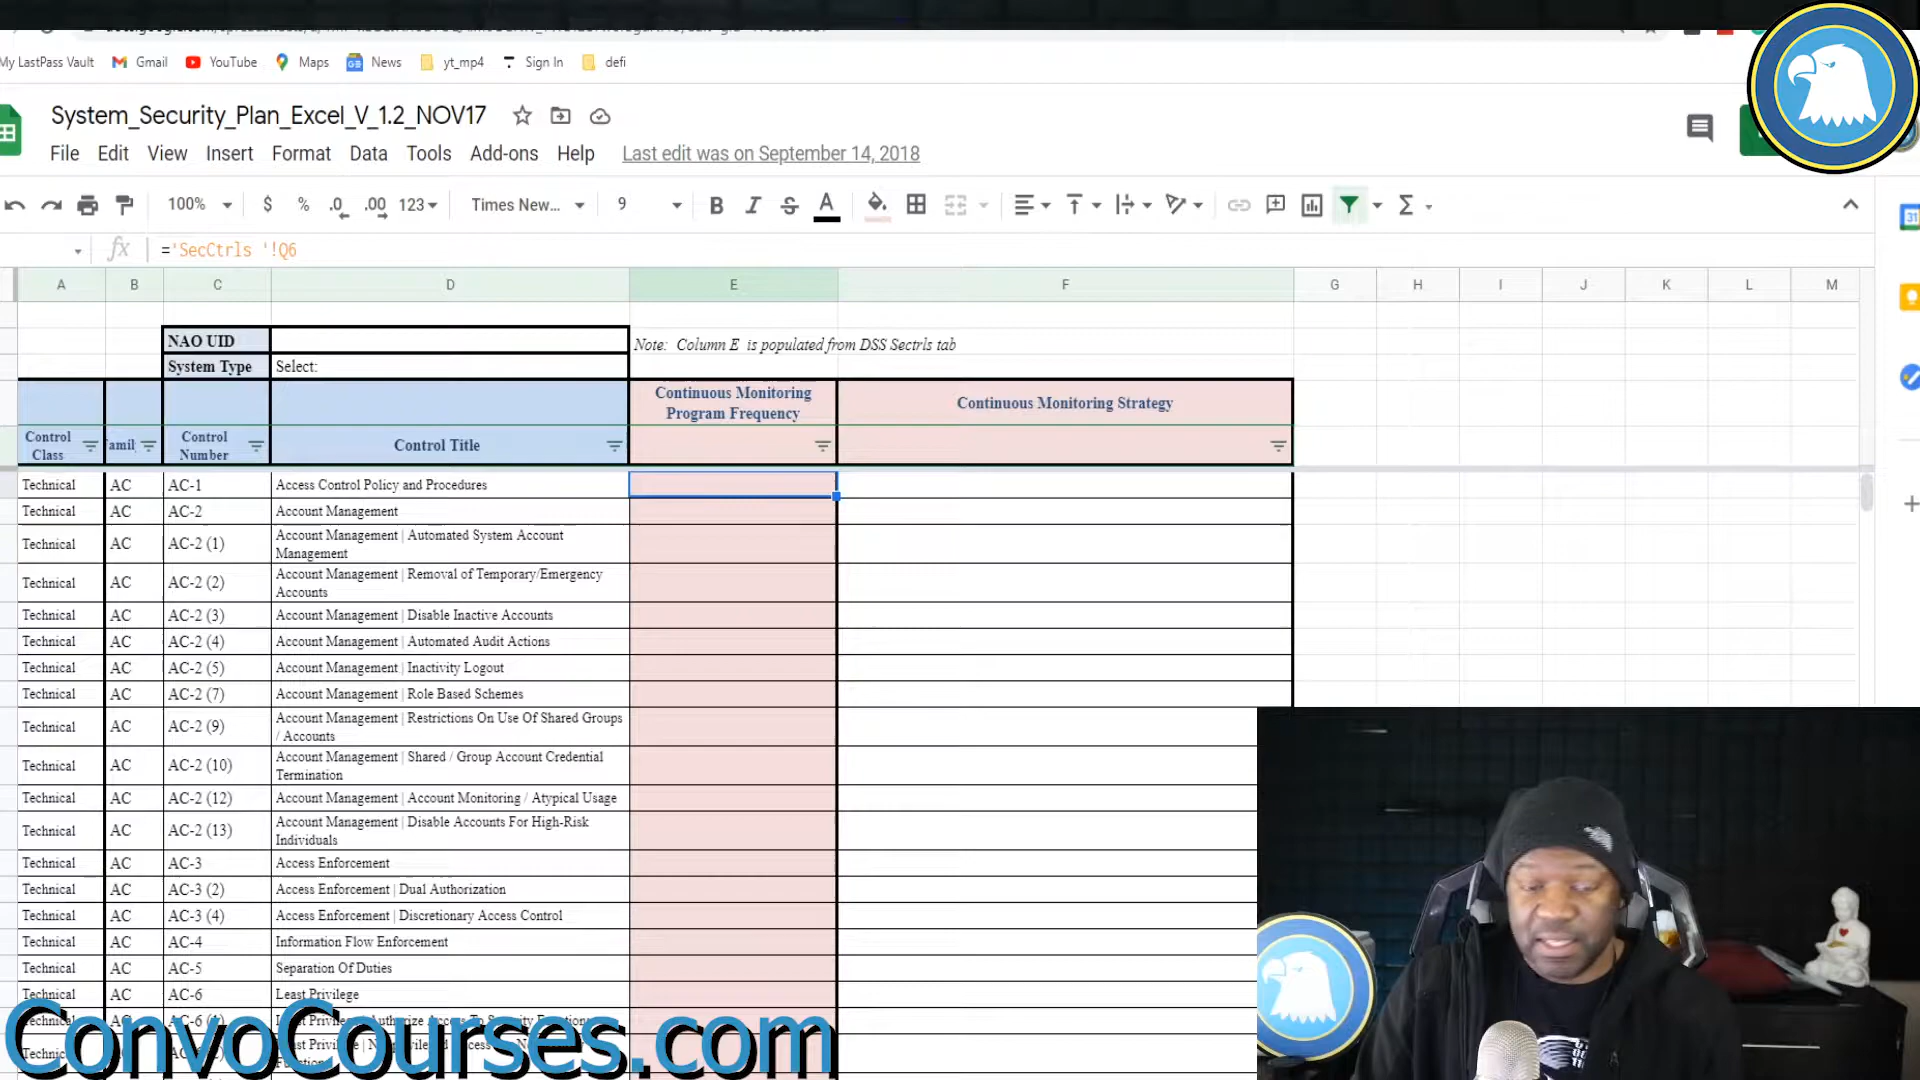 My LastPass Vault Gmail YouTube Maps News yt_mp4 Sign In defi
System_Security_Plan_Excel_V_1.2_NOV17
File Edit View Insert Format Data Tools Add-ons Help Last edit was on September 14, 2018
100% $ % .0 .00 123 Times New... 9 B I S A Σ
fx ='SecCtrls '!Q6
A B C D E F G H I J K L M
NAO UID
Note: Column E is populated from DSS Sectrls tab
System Type Select:
Continuous Monitoring Program Frequency Continuous Monitoring Strategy
Control Class Famil Control Number Control Title
Technical AC AC-1 Access Control Policy and Procedures
Technical AC AC-2 Account Management
Technical AC AC-2 (1) Account Management | Automated System Account Management
Technical AC AC-2 (2) Account Management | Removal of Temporary/Emergency Accounts
Technical AC AC-2 (3) Account Management | Disable Inactive Accounts
Technical AC AC-2 (4) Account Management | Automated Audit Actions
Technical AC AC-2 (5) Account Management | Inactivity Logout
Technical AC AC-2 (7) Account Management | Role Based Schemes
Technical AC AC-2 (9) Account Management | Restrictions On Use Of Shared Groups / Accounts
Technical AC AC-2 (10) Account Management | Shared / Group Account Credential Termination
Technical AC AC-2 (12) Account Management | Account Monitoring / Atypical Usage
Technical AC AC-2 (13) Account Management | Disable Accounts For High-Risk Individuals
Technical AC AC-3 Access Enforcement
Technical AC AC-3 (2) Access Enforcement | Dual Authorization
Technical AC AC-3 (4) Access Enforcement | Discretionary Access Control
Technical AC AC-4 Information Flow Enforcement
Technical AC AC-5 Separation Of Duties
Technical AC AC-6 Least Privilege
ConvoCourses.com